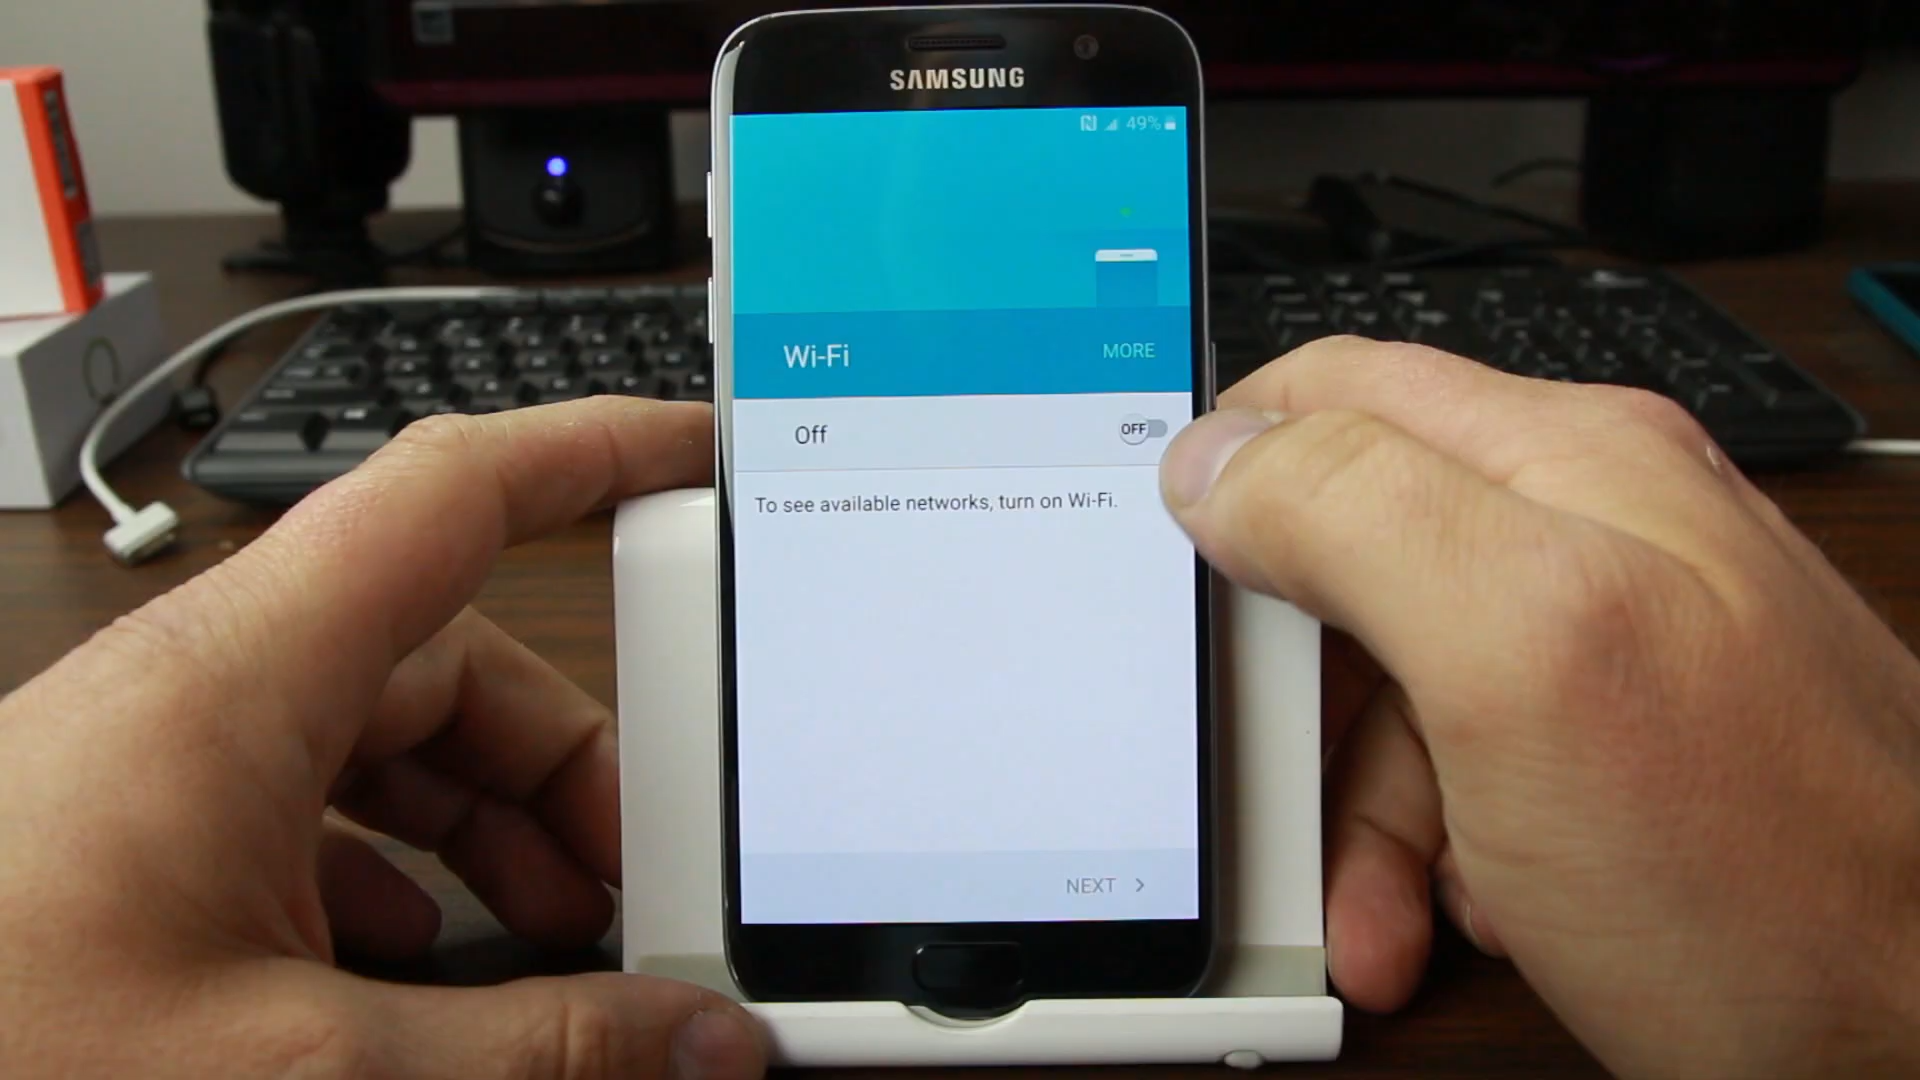 SAMSUNG
49%
Wi-Fi MORE
Off OFF
To see available networks, turn on Wi-Fi.
NEXT >